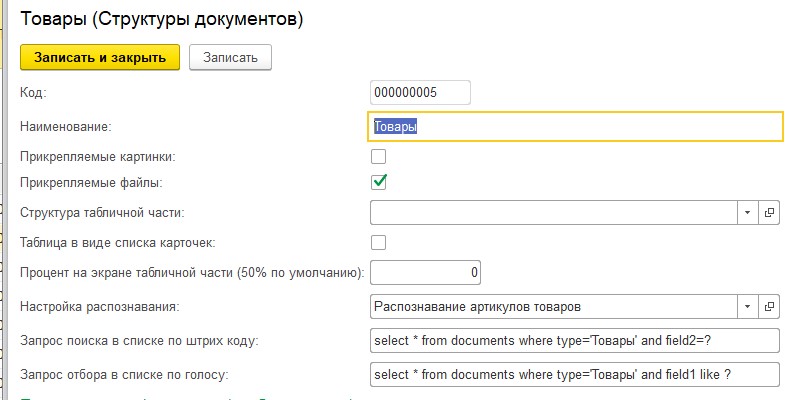 Товары (Структуры документов)
Записать и закрыть Записать
Код: 000000005
Наименование: Товары
Прикрепляемые картинки:
Прикрепляемые файлы:
Структура табличной части:
Таблица в виде списка карточек:
Процент на экране табличной части (50% по умолчанию): 0
Настройка распознавания: Распознавание артикулов товаров
Запрос поиска в списке по штрих коду: select * from documents where type='Товары' and field2=?
Запрос отбора в списке по голосу: select * from documents where type='Товары' and field1 like ?